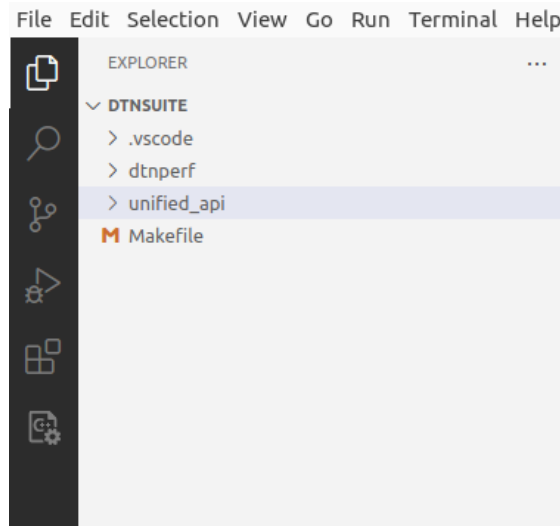 File Edit Selection View Go Run Terminal Help
EXPLORER ...
DTNSUITE
.vscode
dtnperf
unified_api
M Makefile